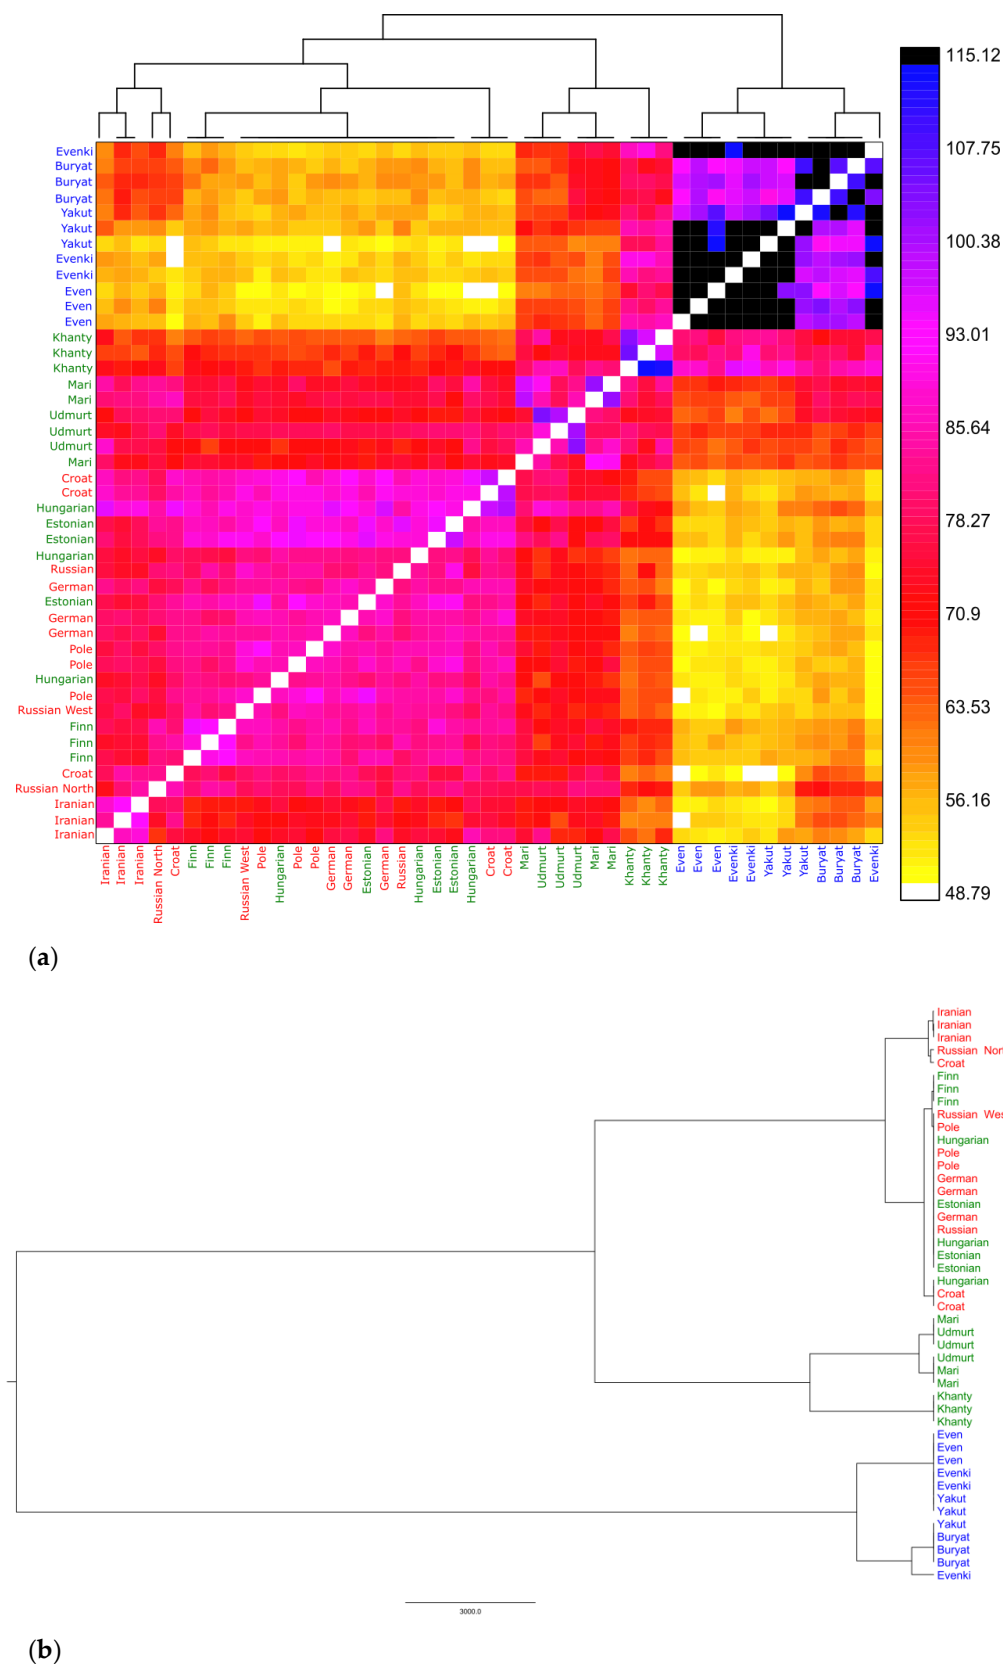 115.12
107.75
100.38
93.01
85.64
78.27
70.9
63.53
56.16
48.79
Evenki
Buryat
Buryat
Buryat
Yakut
Yakut
Yakut
Evenki
Evenki
Even
Even
Even
Khanty
Khanty
Khanty
Mari
Mari
Udmurt
Udmurt
Udmurt
Mari
Croat
Croat
Hungarian
Estonian
Estonian
Hungarian
Russian
German
Estonian
German
German
Pole
Pole
Hungarian
Pole
Russian West
Finn
Finn
Finn
Croat
Russian North
Iranian
Iranian
Iranian
Iranian
Iranian
Iranian
Russian North
Croat
Finn
Finn
Finn
Russian West
Pole
Hungarian
Pole
Pole
German
German
Estonian
German
Russian
Hungarian
Estonian
Estonian
Hungarian
Croat
Croat
Mari
Udmurt
Udmurt
Udmurt
Mari
Mari
Khanty
Khanty
Khanty
Even
Even
Even
Evenki
Evenki
Yakut
Yakut
Yakut
Buryat
Buryat
Buryat
Evenki
(a)
Iranian
Iranian
Iranian
Russian Nor
Croat
Finn
Finn
Finn
Russian Wes
Pole
Hungarian
Pole
Pole
German
German
Estonian
German
Russian
Hungarian
Estonian
Estonian
Hungarian
Croat
Croat
Mari
Udmurt
Udmurt
Udmurt
Mari
Mari
Khanty
Khanty
Khanty
Even
Even
Even
Evenki
Evenki
Yakut
Yakut
Yakut
Buryat
Buryat
Buryat
Evenki
3000.0
(b)